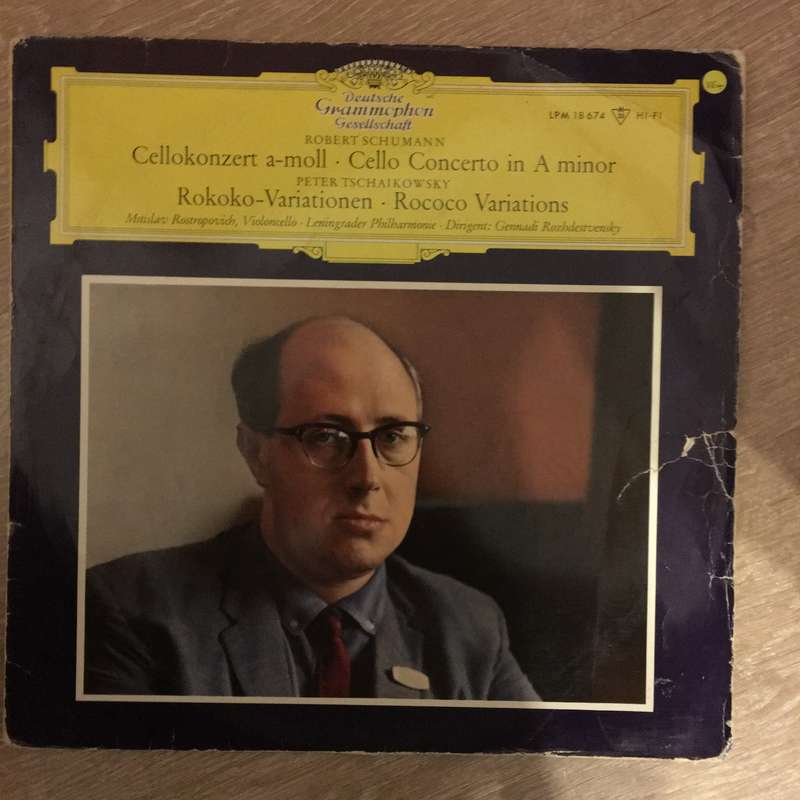 Deutsche
Grammophon
Gesellschaft
LPM 18 674 HI-FI
ROBERT SCHUMANN
Cellokonzert a-moll · Cello Concerto in A minor
PETER TSCHAIKOWSKY
Rokoko-Variationen · Rococo Variations
Mstislav Rostropovich, Violoncello · Leningrader Philharmonie · Dirigent: Gennadi Rozhdestvensky